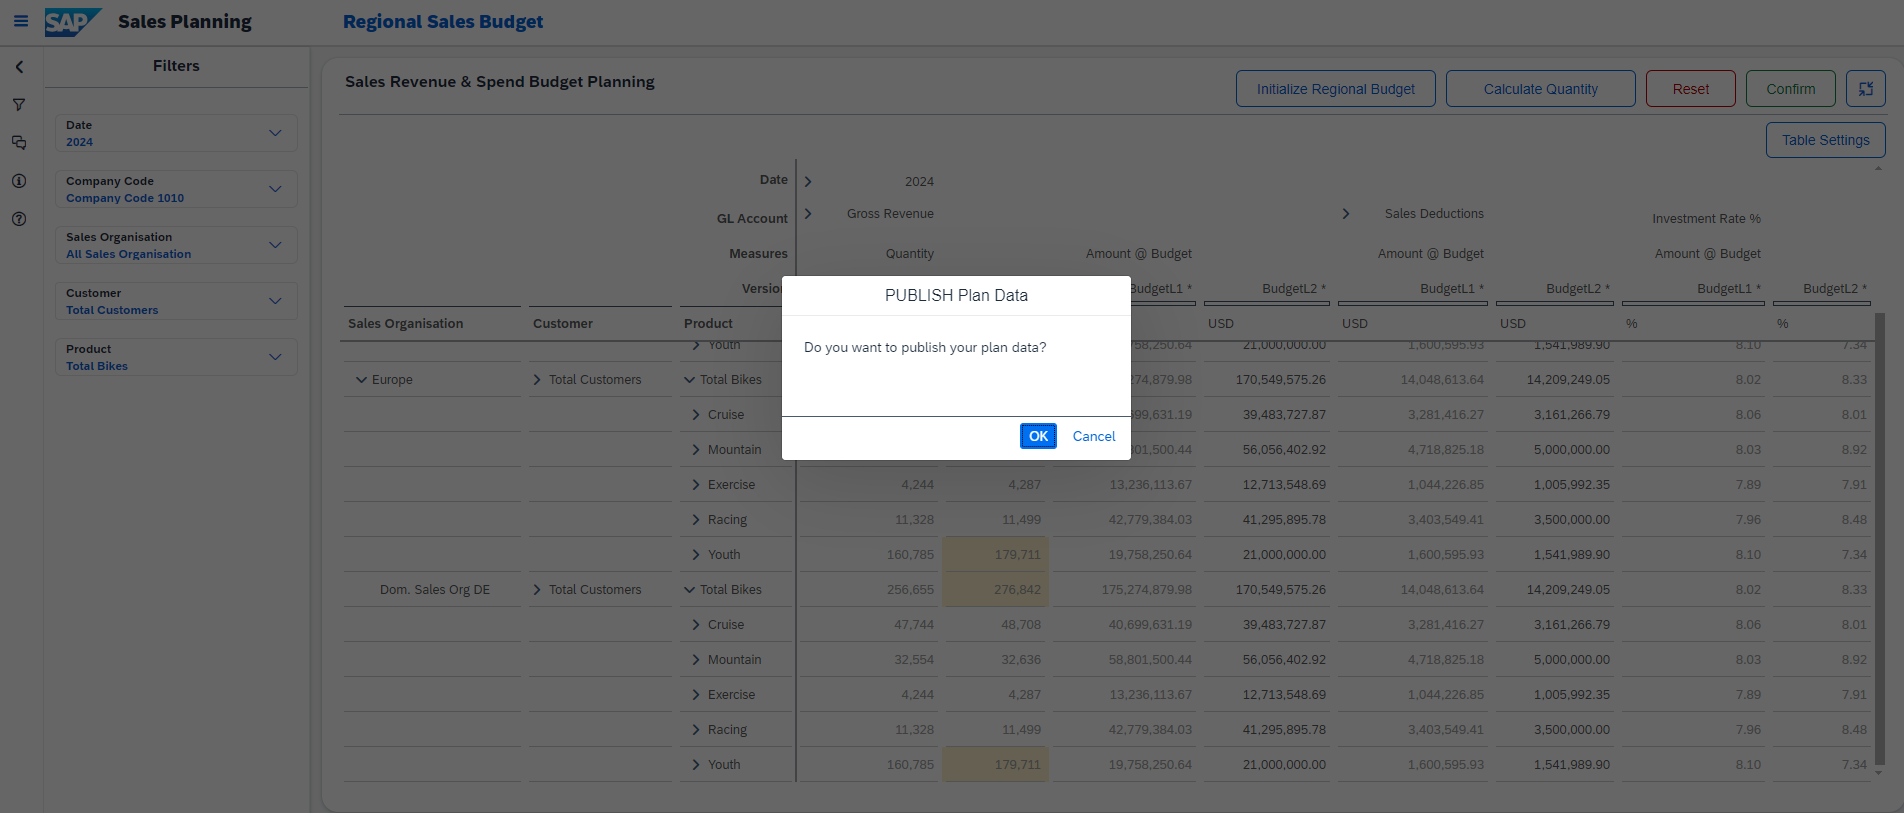 SAP Sales Planning Regional Sales Budget
Filters
Date
2024
Company Code
Company Code 1010
Sales Organisation
All Sales Organisation
Customer
Total Customers
Product
Total Bikes
Sales Revenue & Spend Budget Planning
Initialize Regional Budget Calculate Quantity Reset Confirm
Table Settings
Date 2024
GL Account Gross Revenue Sales Deductions Investment Rate %
Measures Quantity Amount @ Budget Amount @ Budget Amount @ Budget
BudgetL1 * BudgetL2 * BudgetL1 * BudgetL2 * BudgetL1 * BudgetL2 *
Sales Organisation Customer Product USD USD USD % %
Youth 58,250.64 21,000,000.00 1,600,595.93 1,541,989.90 8.10 7.34
Europe Total Customers Total Bikes 274,879.98 170,549,575.26 14,048,613.64 14,209,249.05 8.02 8.33
Cruise 99,631.19 39,483,727.87 3,281,416.27 3,161,266.79 8.06 8.01
Mountain 01,500.44 56,056,402.92 4,718,825.18 5,000,000.00 8.03 8.92
Exercise 4,244 4,287 13,236,113.67 12,713,548.69 1,044,226.85 1,005,992.35 7.89 7.91
Racing 11,328 11,499 42,779,384.03 41,295,895.78 3,403,549.41 3,500,000.00 7.96 8.48
Youth 160,785 179,711 19,758,250.64 21,000,000.00 1,600,595.93 1,541,989.90 8.10 7.34
Dom. Sales Org DE Total Customers Total Bikes 256,655 276,842 175,274,879.98 170,549,575.26 14,048,613.64 14,209,249.05 8.02 8.33
Cruise 47,744 48,708 40,699,631.19 39,483,727.87 3,281,416.27 3,161,266.79 8.06 8.01
Mountain 32,554 32,636 58,801,500.44 56,056,402.92 4,718,825.18 5,000,000.00 8.03 8.92
Exercise 4,244 4,287 13,236,113.67 12,713,548.69 1,044,226.85 1,005,992.35 7.89 7.91
Racing 11,328 11,499 42,779,384.03 41,295,895.78 3,403,549.41 3,500,000.00 7.96 8.48
Youth 160,785 179,711 19,758,250.64 21,000,000.00 1,600,595.93 1,541,989.90 8.10 7.34
PUBLISH Plan Data
Do you want to publish your plan data?
OK Cancel